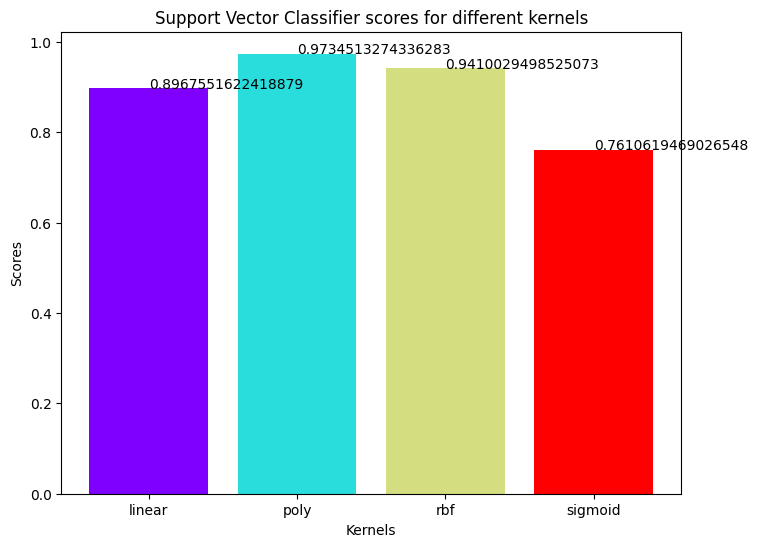 Support Vector Classifier scores for different kernels
1.0
0.8
0.6
0.4
0.2
0.0
Scores
0.8967551622418879
0.9734513274336283
0.9410029498525073
0.7610619469026548
linear
poly
rbf
sigmoid
Kernels